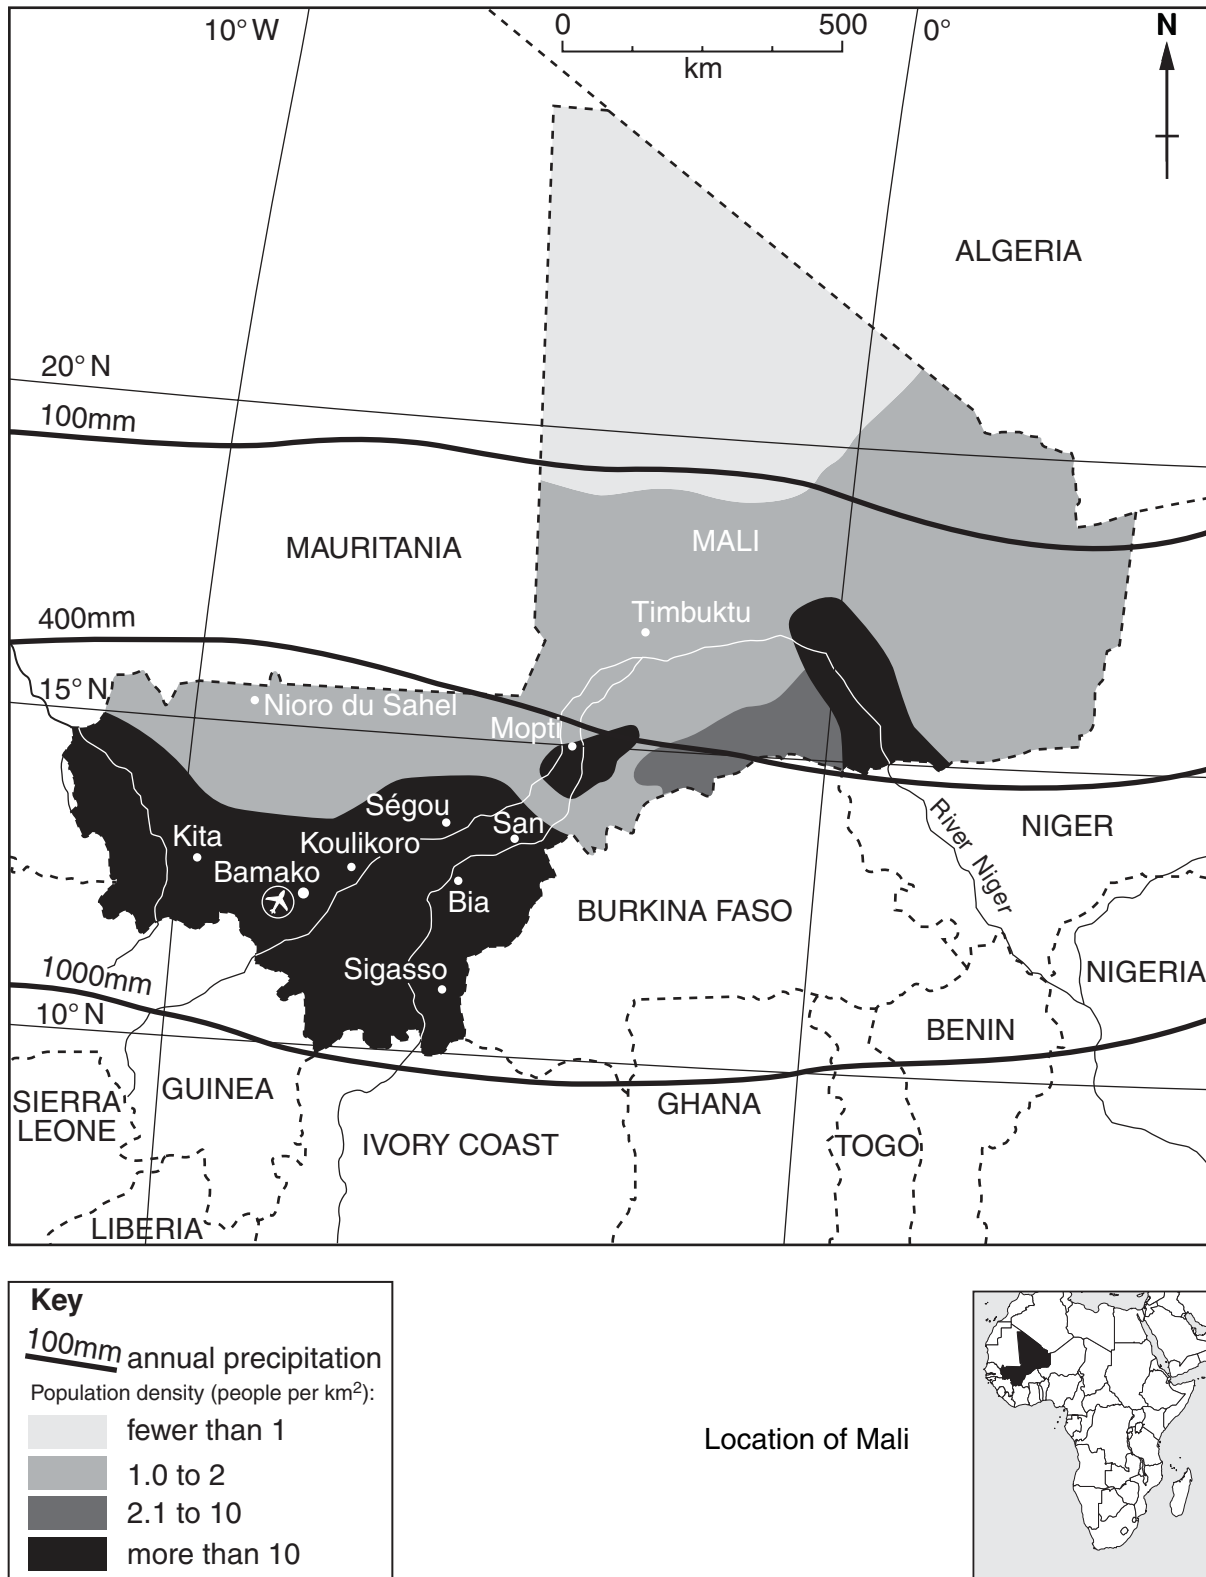 10° W
0
500
0°
N
km
ALGERIA
20° N
100mm
MAURITANIA
MALI
400mm
Timbuktu
15° N
Nioro du Sahel
Mopti
Ségou
San
Kita
Koulikoro
Bamako
Bia
NIGER
River Niger
BURKINA FASO
Sigasso
1000mm
NIGERIA
10° N
BENIN
GUINEA
SIERRA
LEONE
GHANA
IVORY COAST
TOGO
LIBERIA
Key
100mm annual precipitation
Population density (people per km²):
fewer than 1
1.0 to 2
2.1 to 10
more than 10
Location of Mali